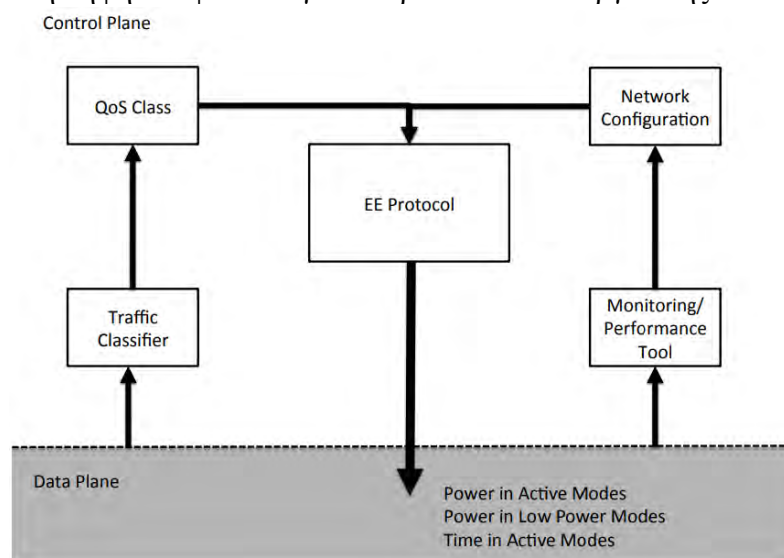 Control Plane
QoS Class
Network
Configuration
EE Protocol
Traffic
Classifier
Monitoring/
Performance
Tool
Data Plane
Power in Active Modes
Power in Low Power Modes
Time in Active Modes